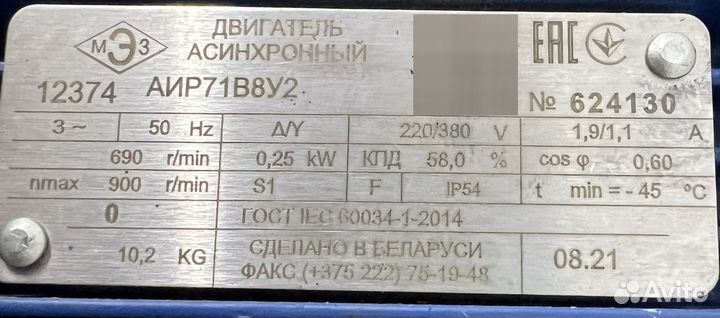 МЭЗ
ДВИГАТЕЛЬ
АСИНХРОННЫЙ
EAC
12374 АИР71В8У2
№ 624130
3~ 50 Hz Δ/Y 220/380 V 1,9/1,1 A
690 r/min 0,25 kW КПД 58,0 % cos φ 0,60
nmax 900 r/min S1 F IP54 t min = -45 °C
0 ГОСТ IEC 60034-1-2014
10,2 KG СДЕЛАНО В БЕЛАРУСИ 08.21
ФАКС (+375 222) 75-19-48
Avito